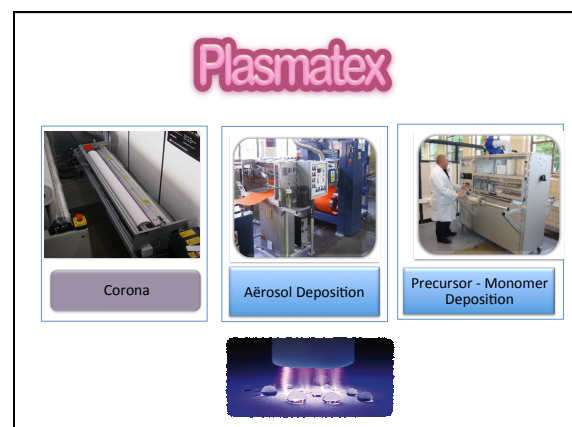 Plasmatex
Corona
Aërosol Deposition
Precursor - Monomer
Deposition